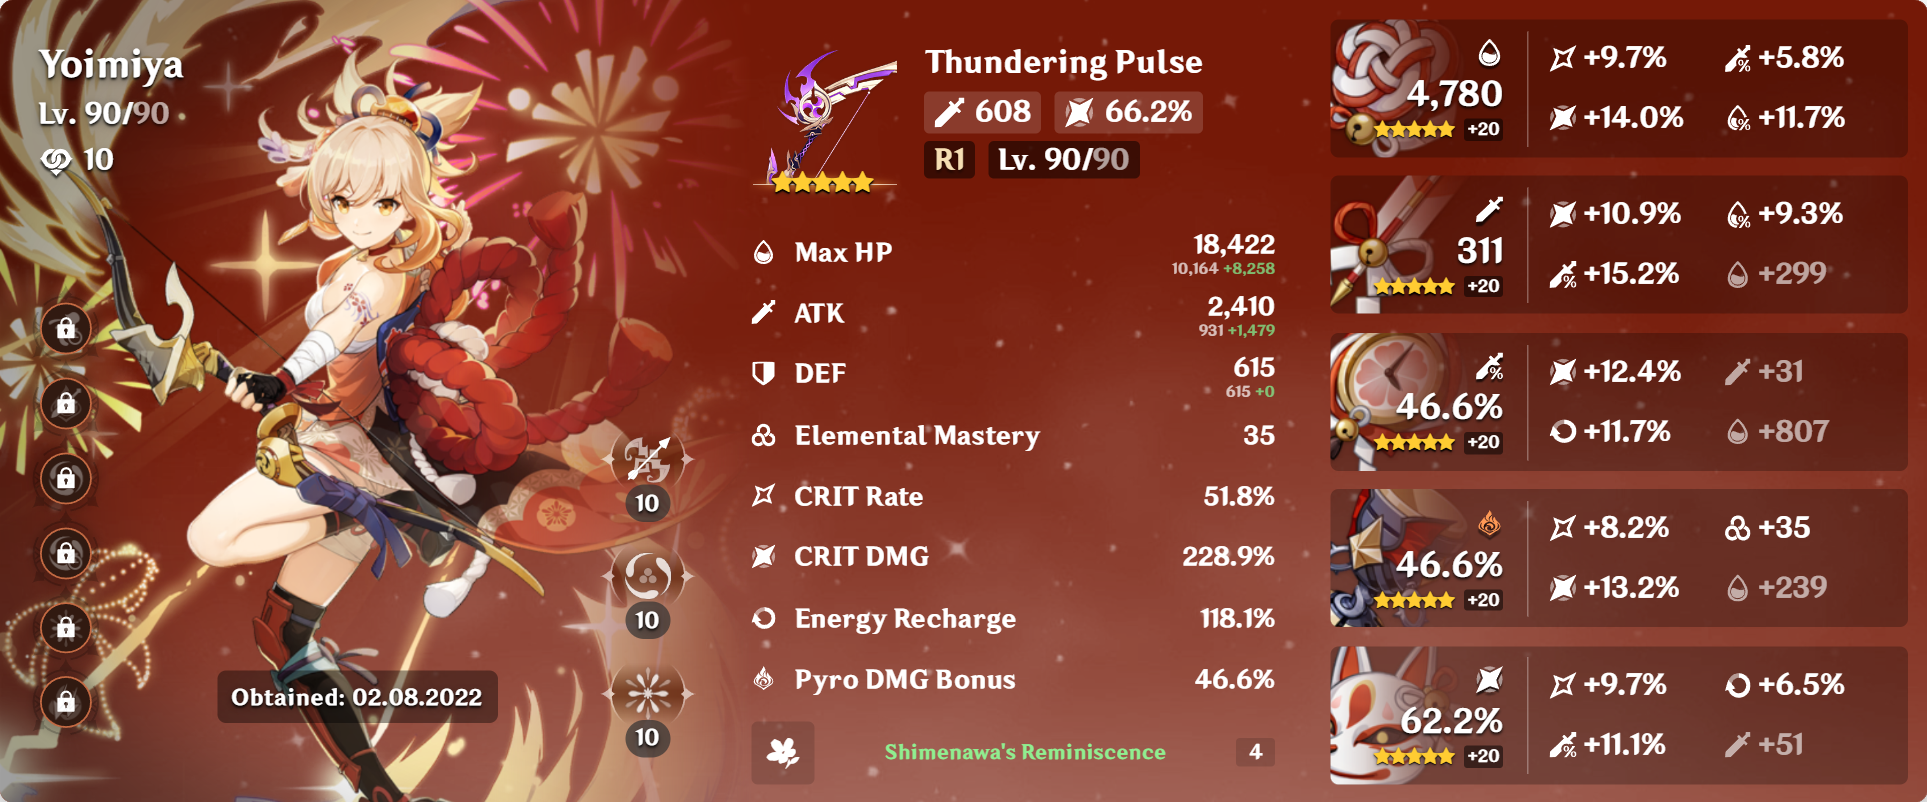 Yoimiya
Lv. 90/90
10
Obtained: 02.08.2022
10
10
10
Thundering Pulse
608 66.2%
R1 Lv. 90/90
Max HP 18,422
10,164 +8,258
ATK 2,410
931 +1,479
DEF 615
615 +0
Elemental Mastery 35
CRIT Rate 51.8%
CRIT DMG 228.9%
Energy Recharge 118.1%
Pyro DMG Bonus 46.6%
Shimenawa's Reminiscence 4
4,780
+20
+9.7% +5.8%
+14.0% +11.7%
311
+20
+10.9% +9.3%
+15.2% +299
46.6%
+20
+12.4% +31
+11.7% +807
46.6%
+20
+8.2% +35
+13.2% +239
62.2%
+20
+9.7% +6.5%
+11.1% +51